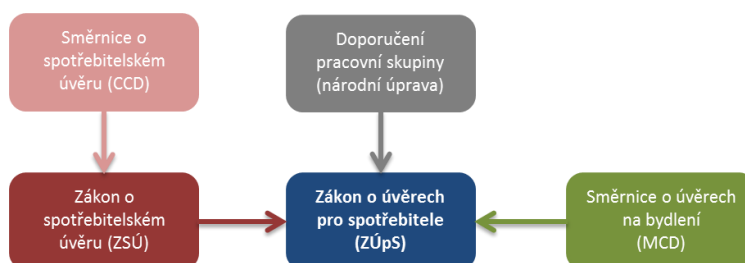 Směrnice o
spotřebitelském
úvěru (CCD)
Doporučení
pracovní skupiny
(národní úprava)
Zákon o
spotřebitelském
úvěru (ZSÚ)
Zákon o úvěrech
pro spotřebitele
(ZÚpS)
Směrnice o úvěrech
na bydlení
(MCD)